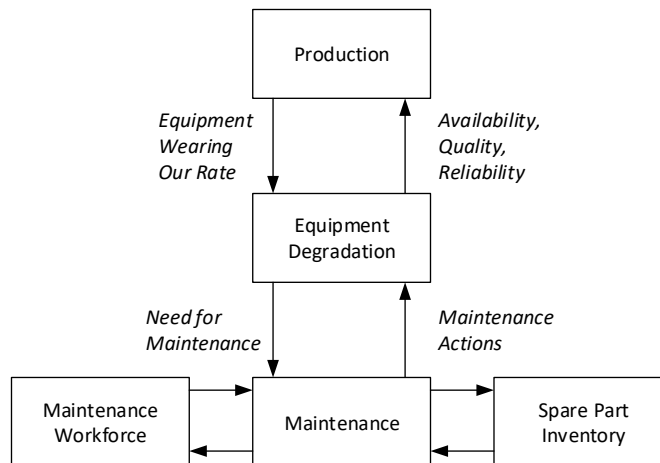 Production
Equipment
Wearing
Our Rate
Availability,
Quality,
Reliability
Equipment
Degradation
Need for
Maintenance
Maintenance
Actions
Maintenance
Workforce
Maintenance
Spare Part
Inventory